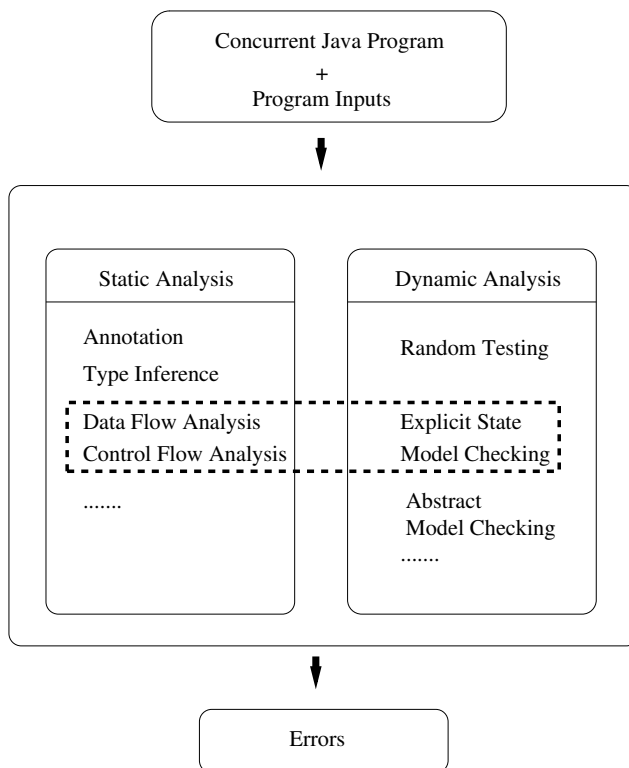 Concurrent Java Program
+
Program Inputs
Static Analysis
Annotation
Type Inference
Data Flow Analysis
Control Flow Analysis
.......
Dynamic Analysis
Random Testing
Explicit State
Model Checking
Abstract
Model Checking
.......
Errors